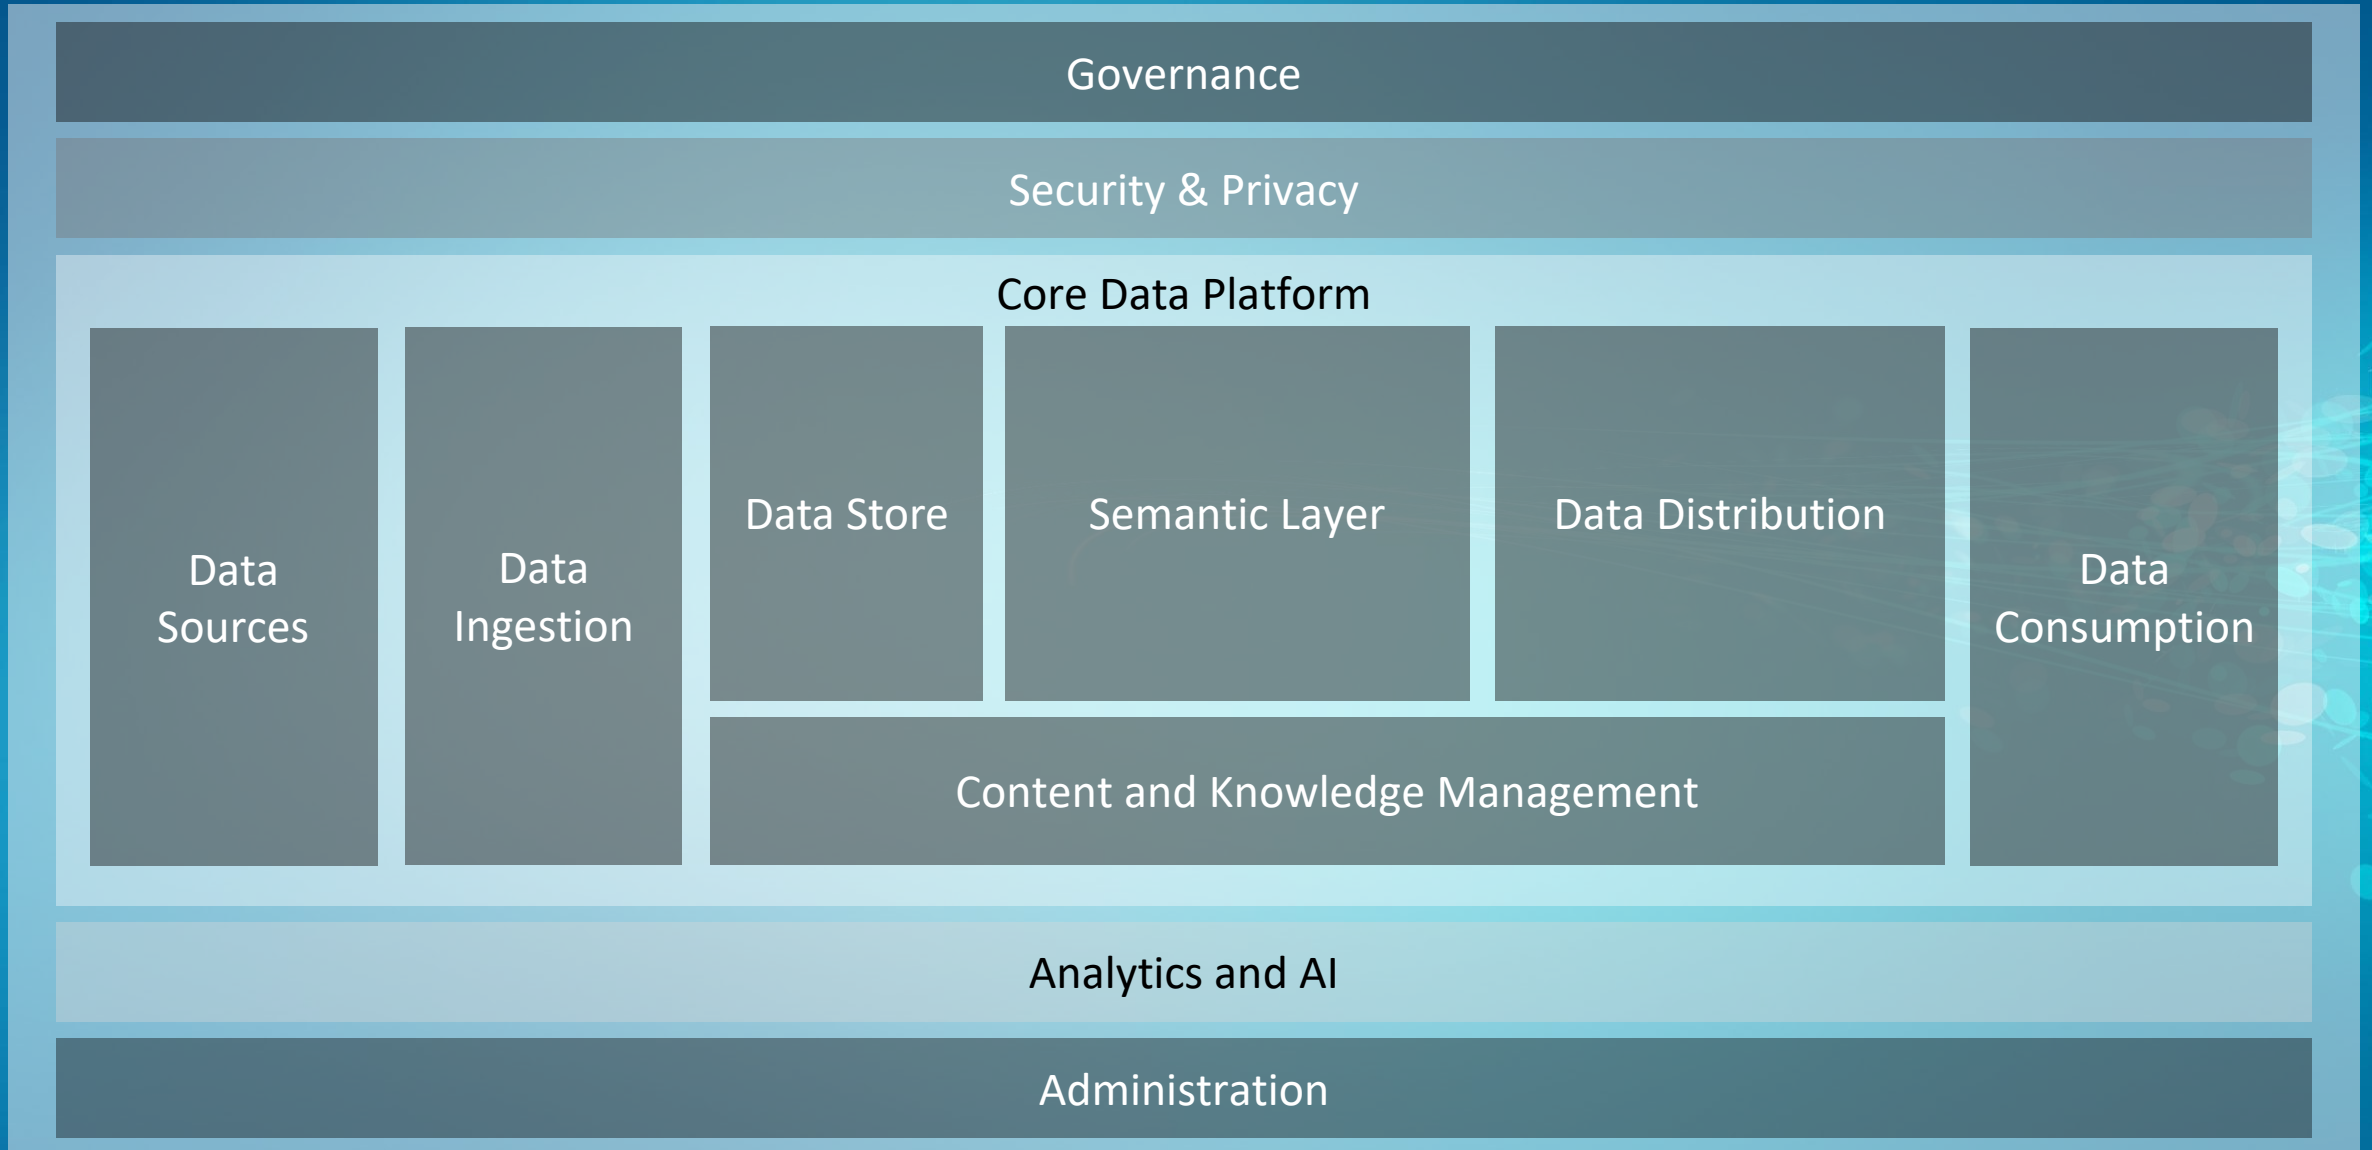 Governance
Security & Privacy
Core Data Platform
Data
Sources
Data
Ingestion
Data Store
Semantic Layer
Data Distribution
Data
Consumption
Content and Knowledge Management
Analytics and AI
Administration